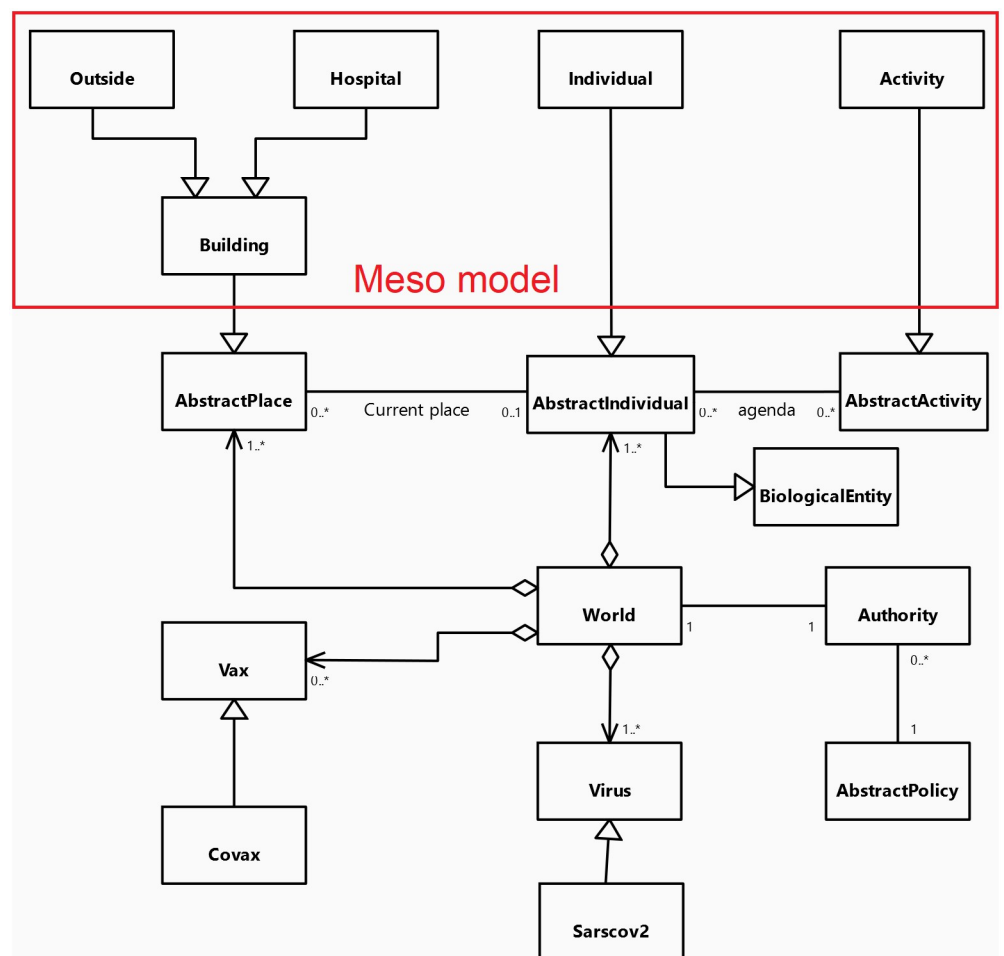 Outside
Hospital
Individual
Activity
Building
Meso model
AbstractPlace
0..*
Current place
0..1
AbstractIndividual
0..*
agenda
0..*
AbstractActivity
1..*
1..*
BiologicalEntity
World
1
1
Authority
Vax
0..*
0..*
1..*
1
Virus
AbstractPolicy
Covax
Sarscov2